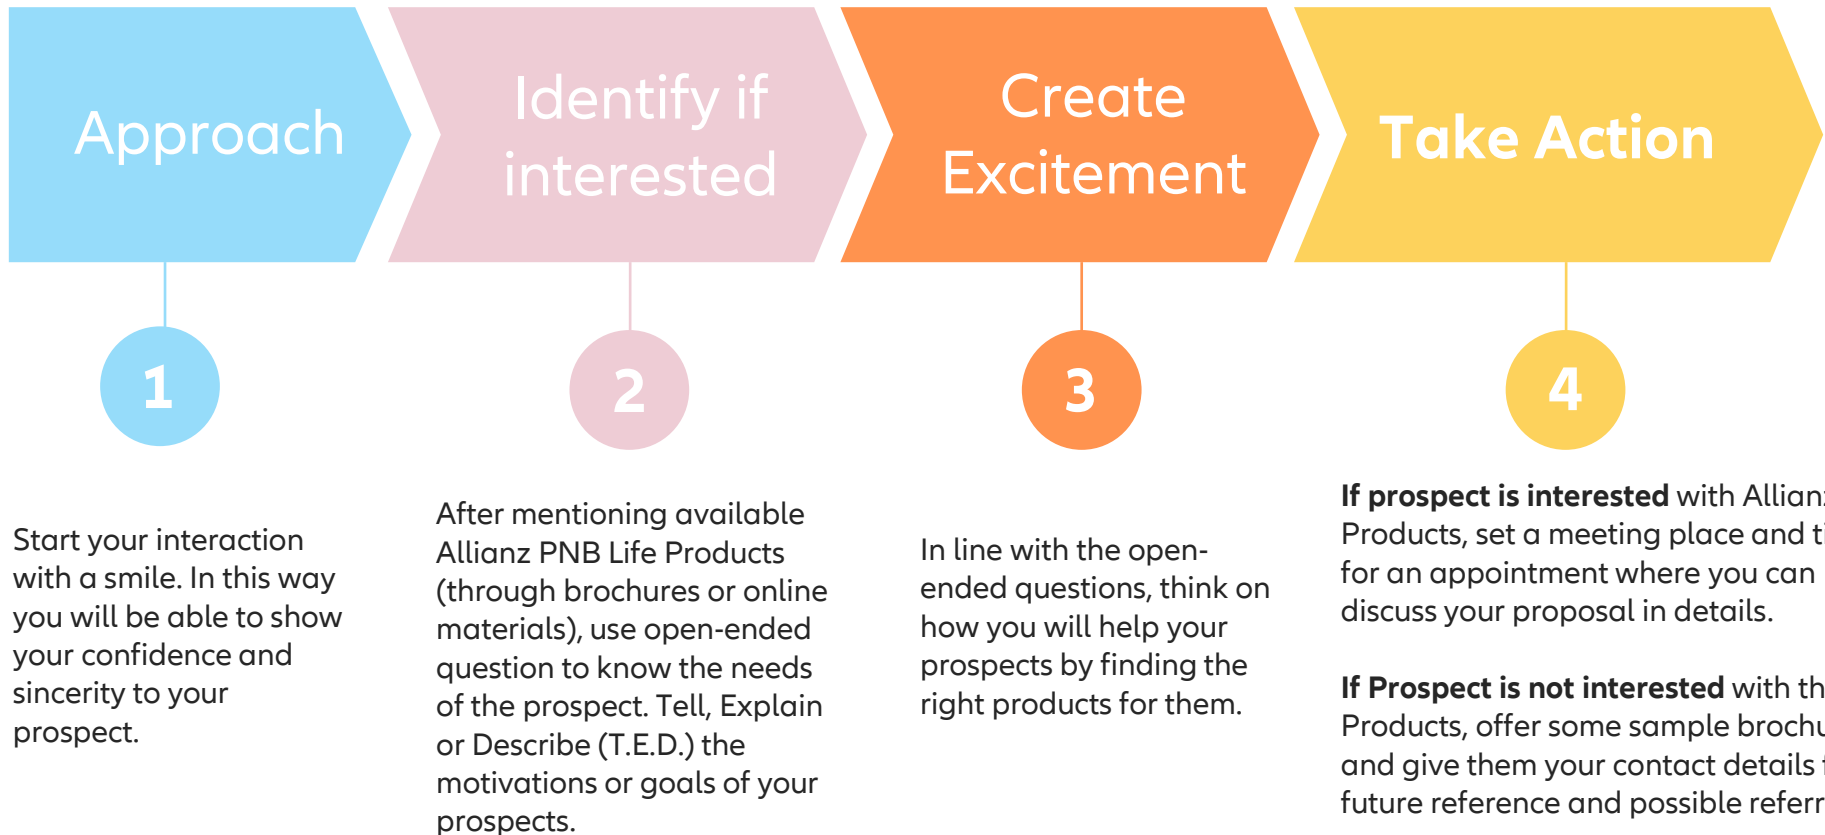 Approach
Identify if
interested
Create
Excitement
Take Action
1
2
3
4
Start your interaction
with a smile. In this way
you will be able to show
your confidence and
sincerity to your
prospect.
After mentioning available
Allianz PNB Life Products
(through brochures or online
materials), use open-ended
question to know the needs
of the prospect. Tell, Explain
or Describe (T.E.D.) the
motivations or goals of your
prospects.
In line with the open-
ended questions, think on
how you will help your
prospects by finding the
right products for them.
If prospect is interested with
Products, set a meeting place and
for an appointment where you can
discuss your proposal in details.
If Prospect is not interested with
Products, offer some sample
and give them your contact details
future reference and possible